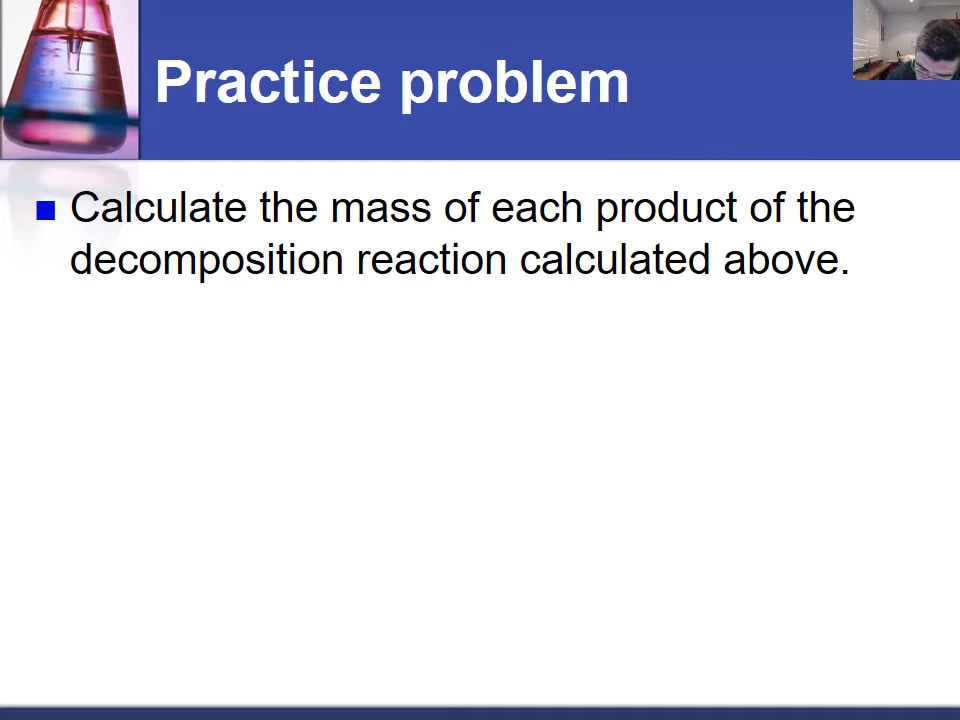 Practice problem
Calculate the mass of each product of the
decomposition reaction calculated above.